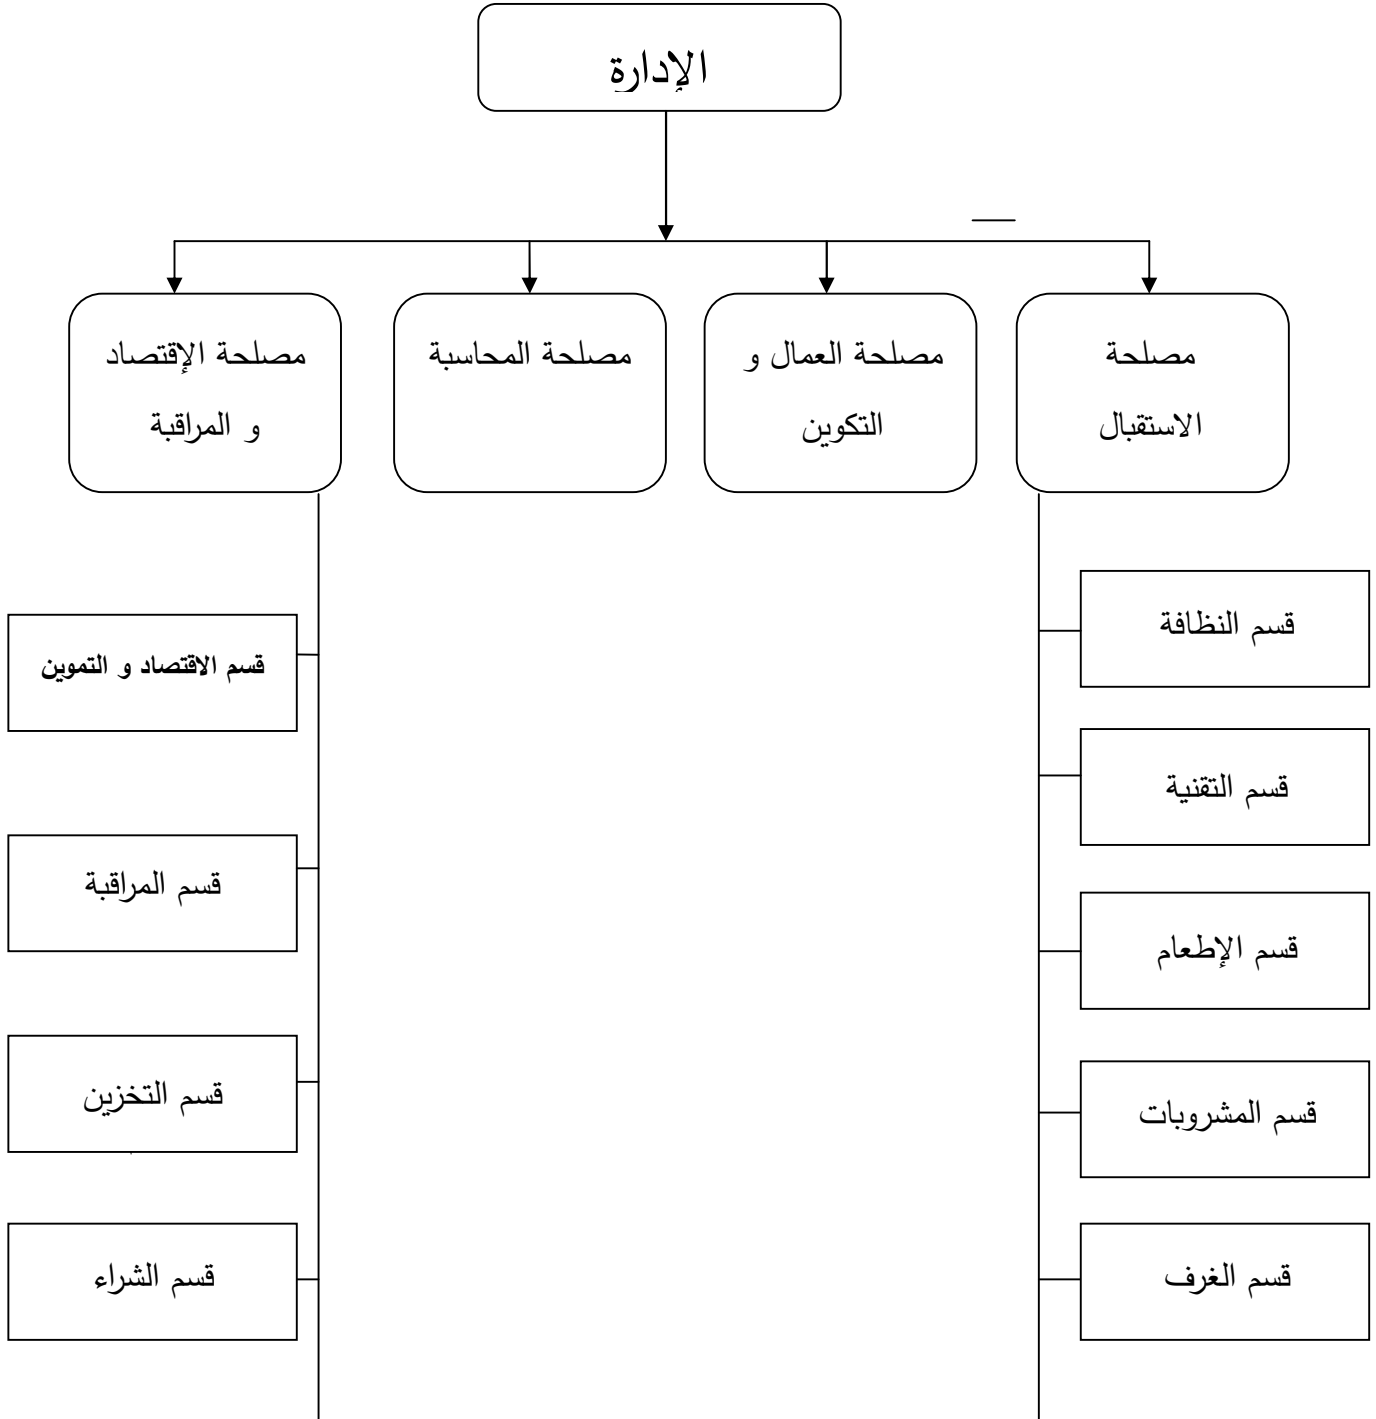 الإدارة
مصلحة
الاستقبال
مصلحة العمال و
التكوين
مصلحة المحاسبة
مصلحة الإقتصاد
و المراقبة
قسم النظافة
قسم التقنية
قسم الإطعام
قسم المشروبات
قسم الغرف
قسم الاقتصاد و التموين
قسم المراقبة
قسم التخزين
قسم الشراء